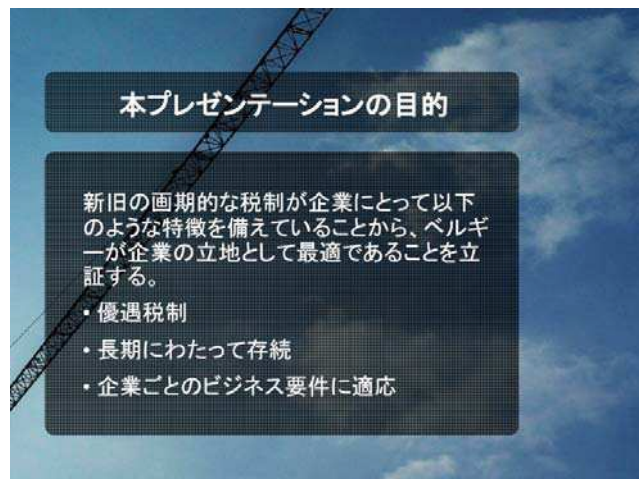 本プレゼンテーションの目的
新旧の画期的な税制が企業にとって以下
のような特徴を備えていることから、ベルギ
ーが企業の立地として最適であることを立
証する。
・優遇税制
・長期にわたって存続
・企業ごとのビジネス要件に適応